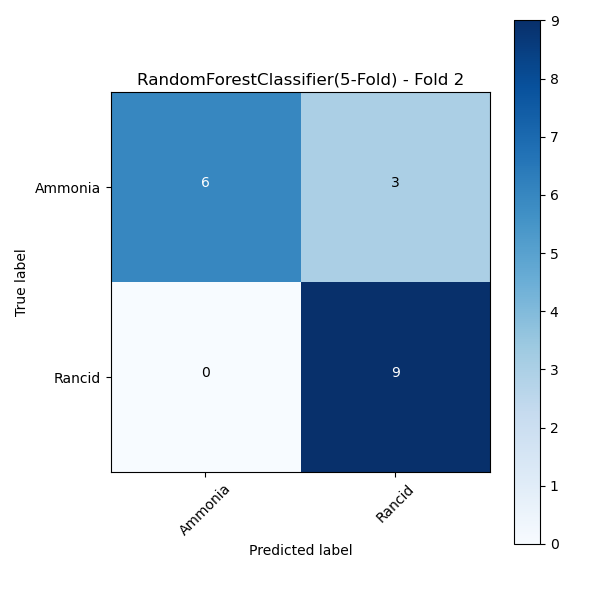 RandomForestClassifier(5-Fold) - Fold 2
True label
Ammonia
6
3
Rancid
0
9
Ammonia
Rancid
Predicted label
9
8
7
6
5
4
3
2
1
0